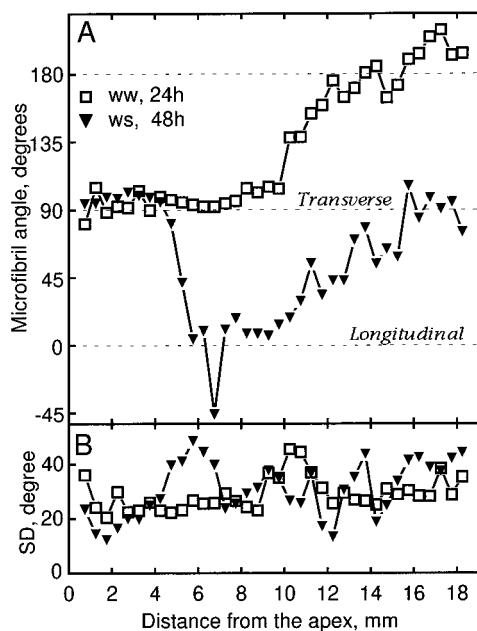 A
180
135
90
45
0
-45
Microfibril angle, degrees
ww, 24h
ws, 48h
Transverse
Longitudinal
B
40
20
0
SD, degree
0 2 4 6 8 10 12 14 16 18
Distance from the apex, mm